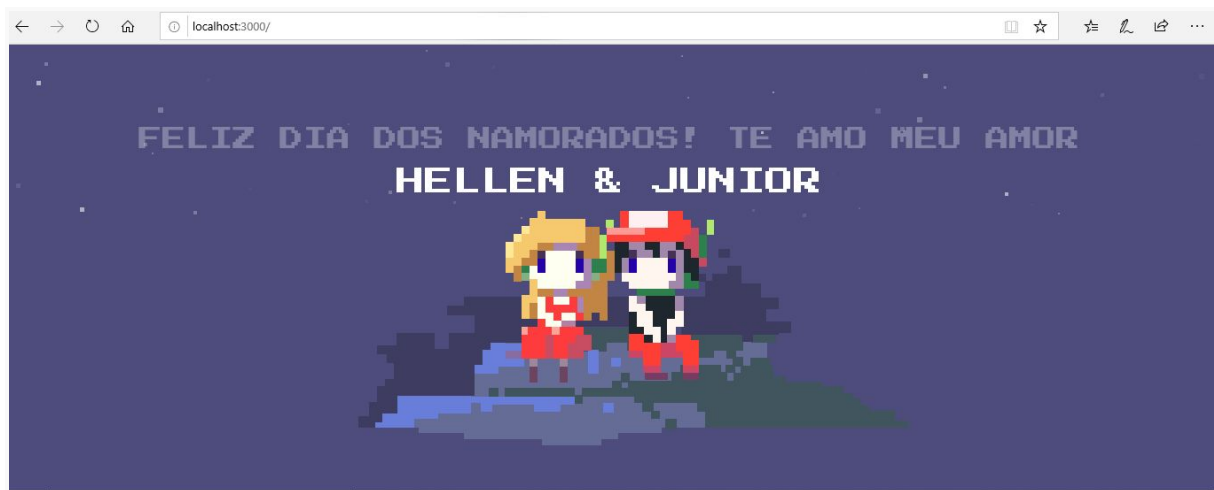 localhost:3000/
FELIZ DIA DOS NAMORADOS! TE AMO MEU AMOR
HELLEN & JUNIOR